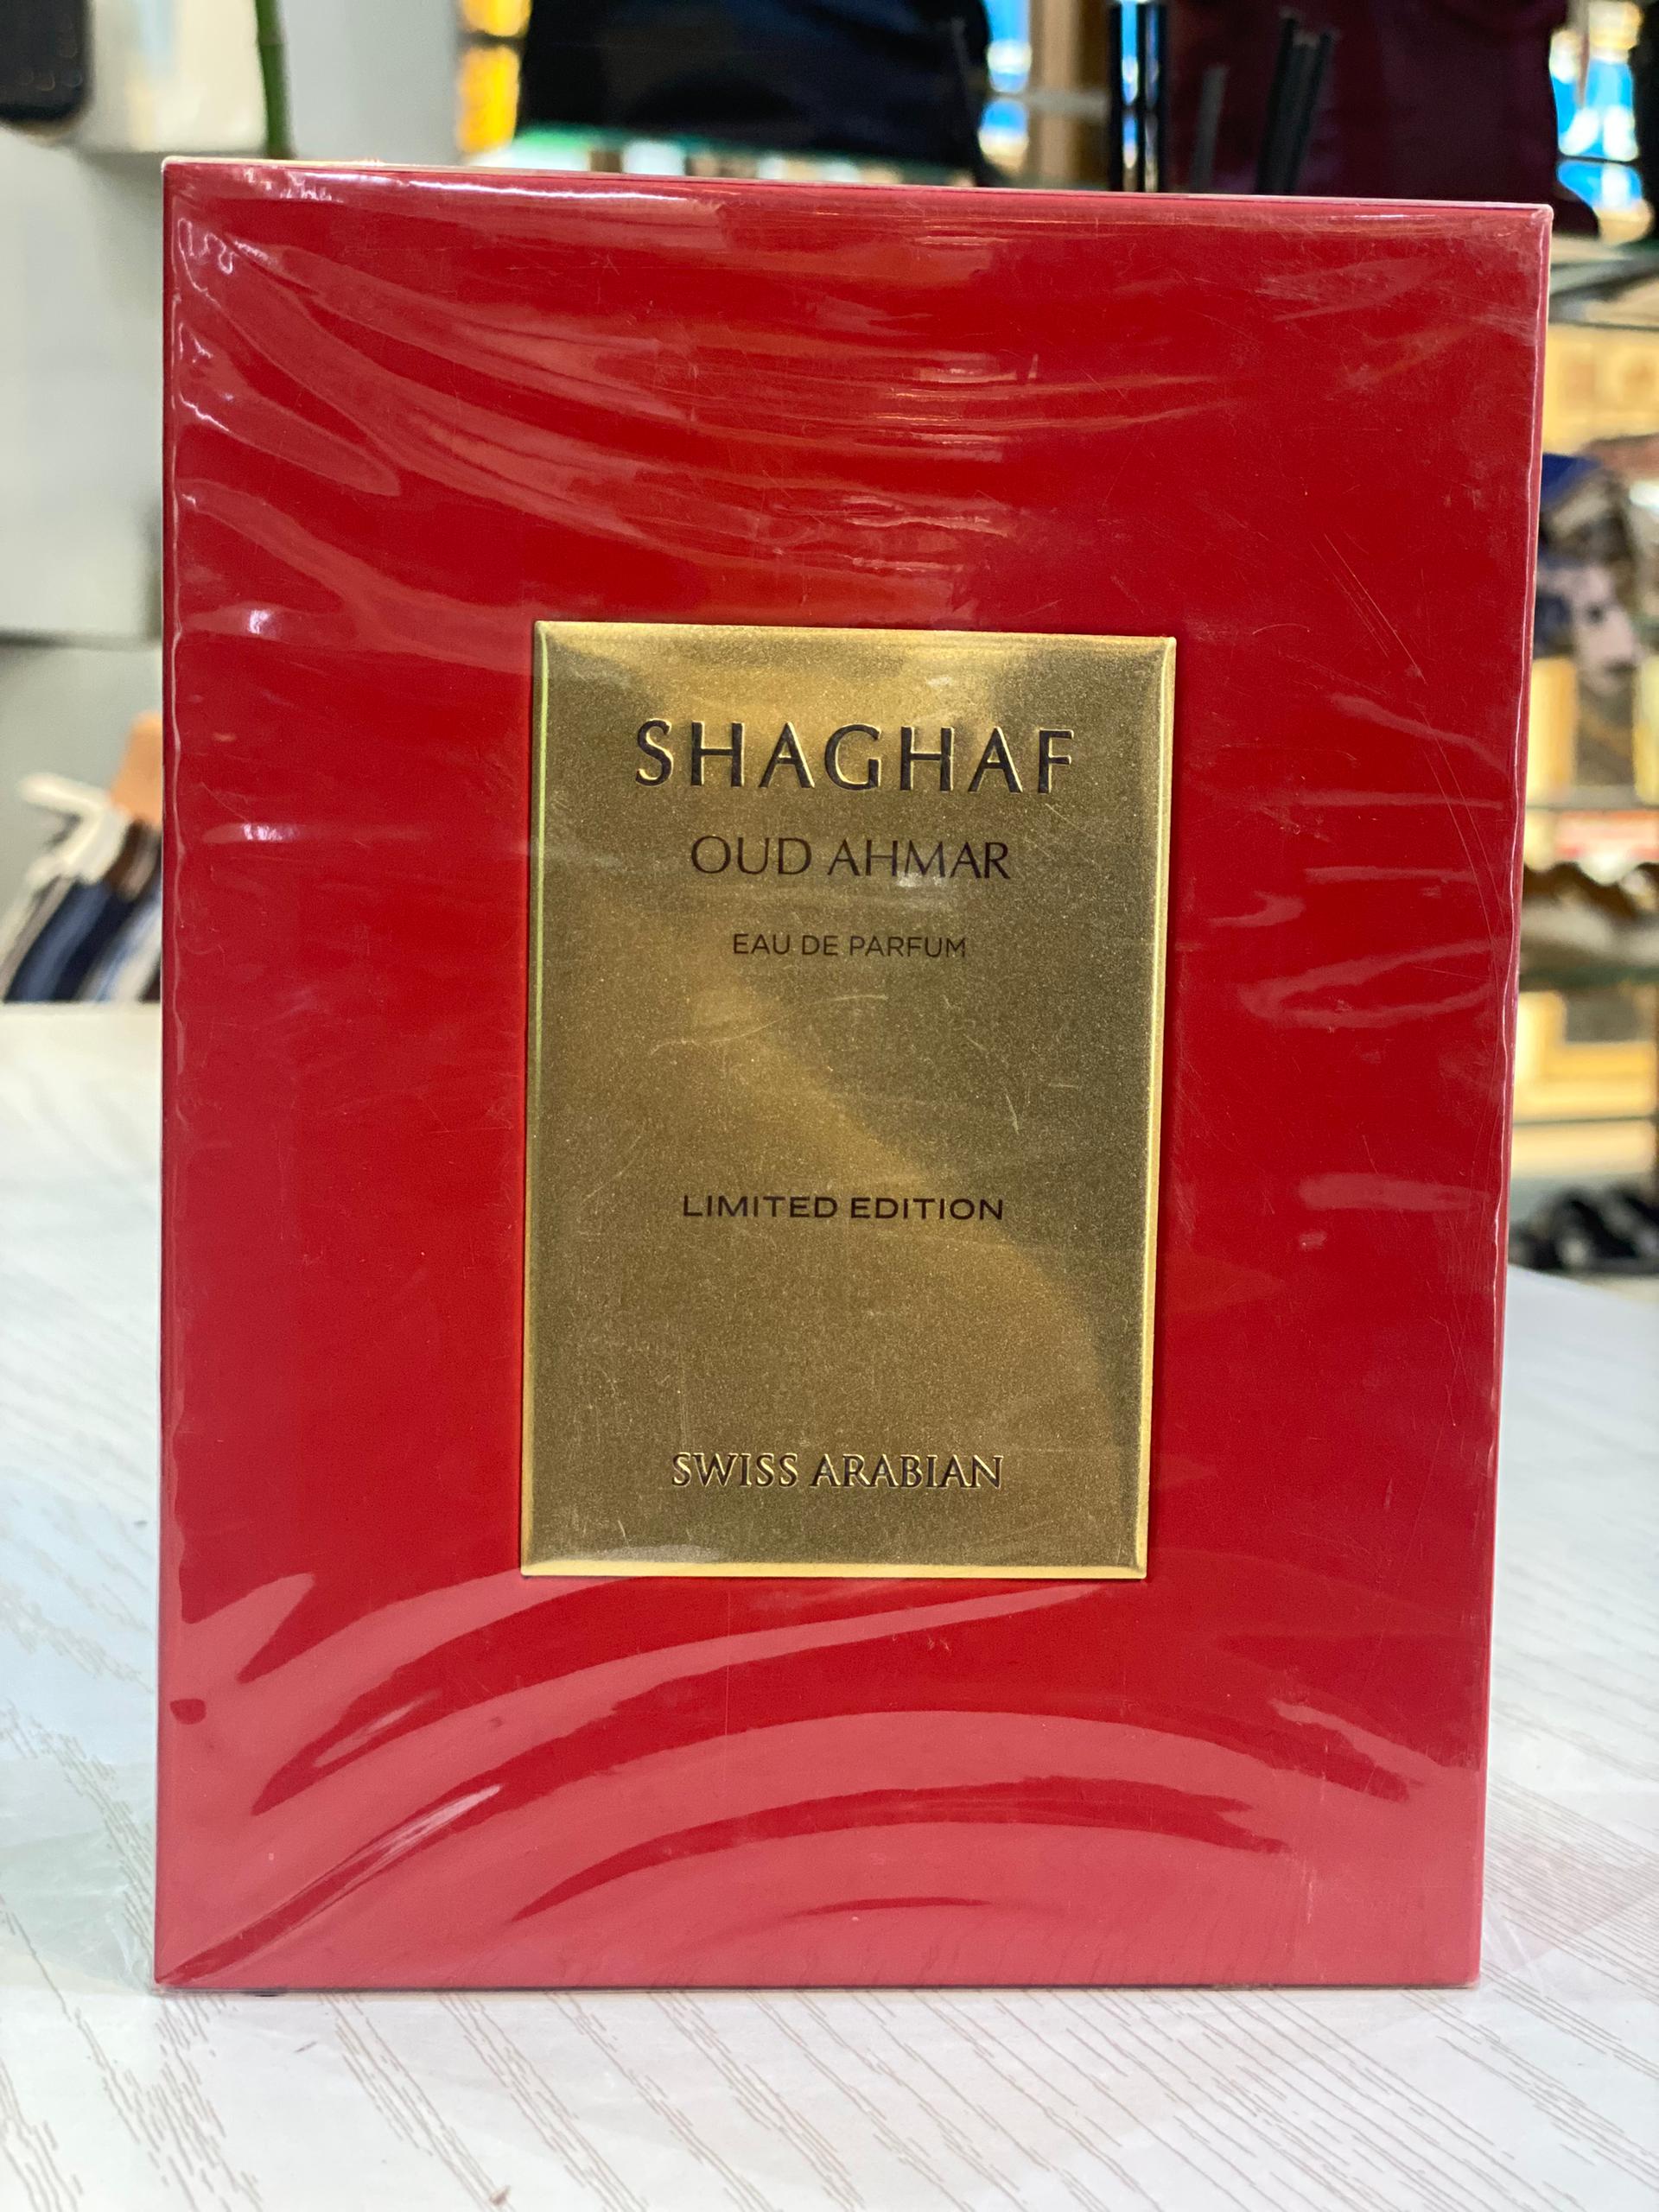 SHAGHAF
OUD AHMAR
EAU DE PARFUM
LIMITED EDITION
SWISS ARABIAN